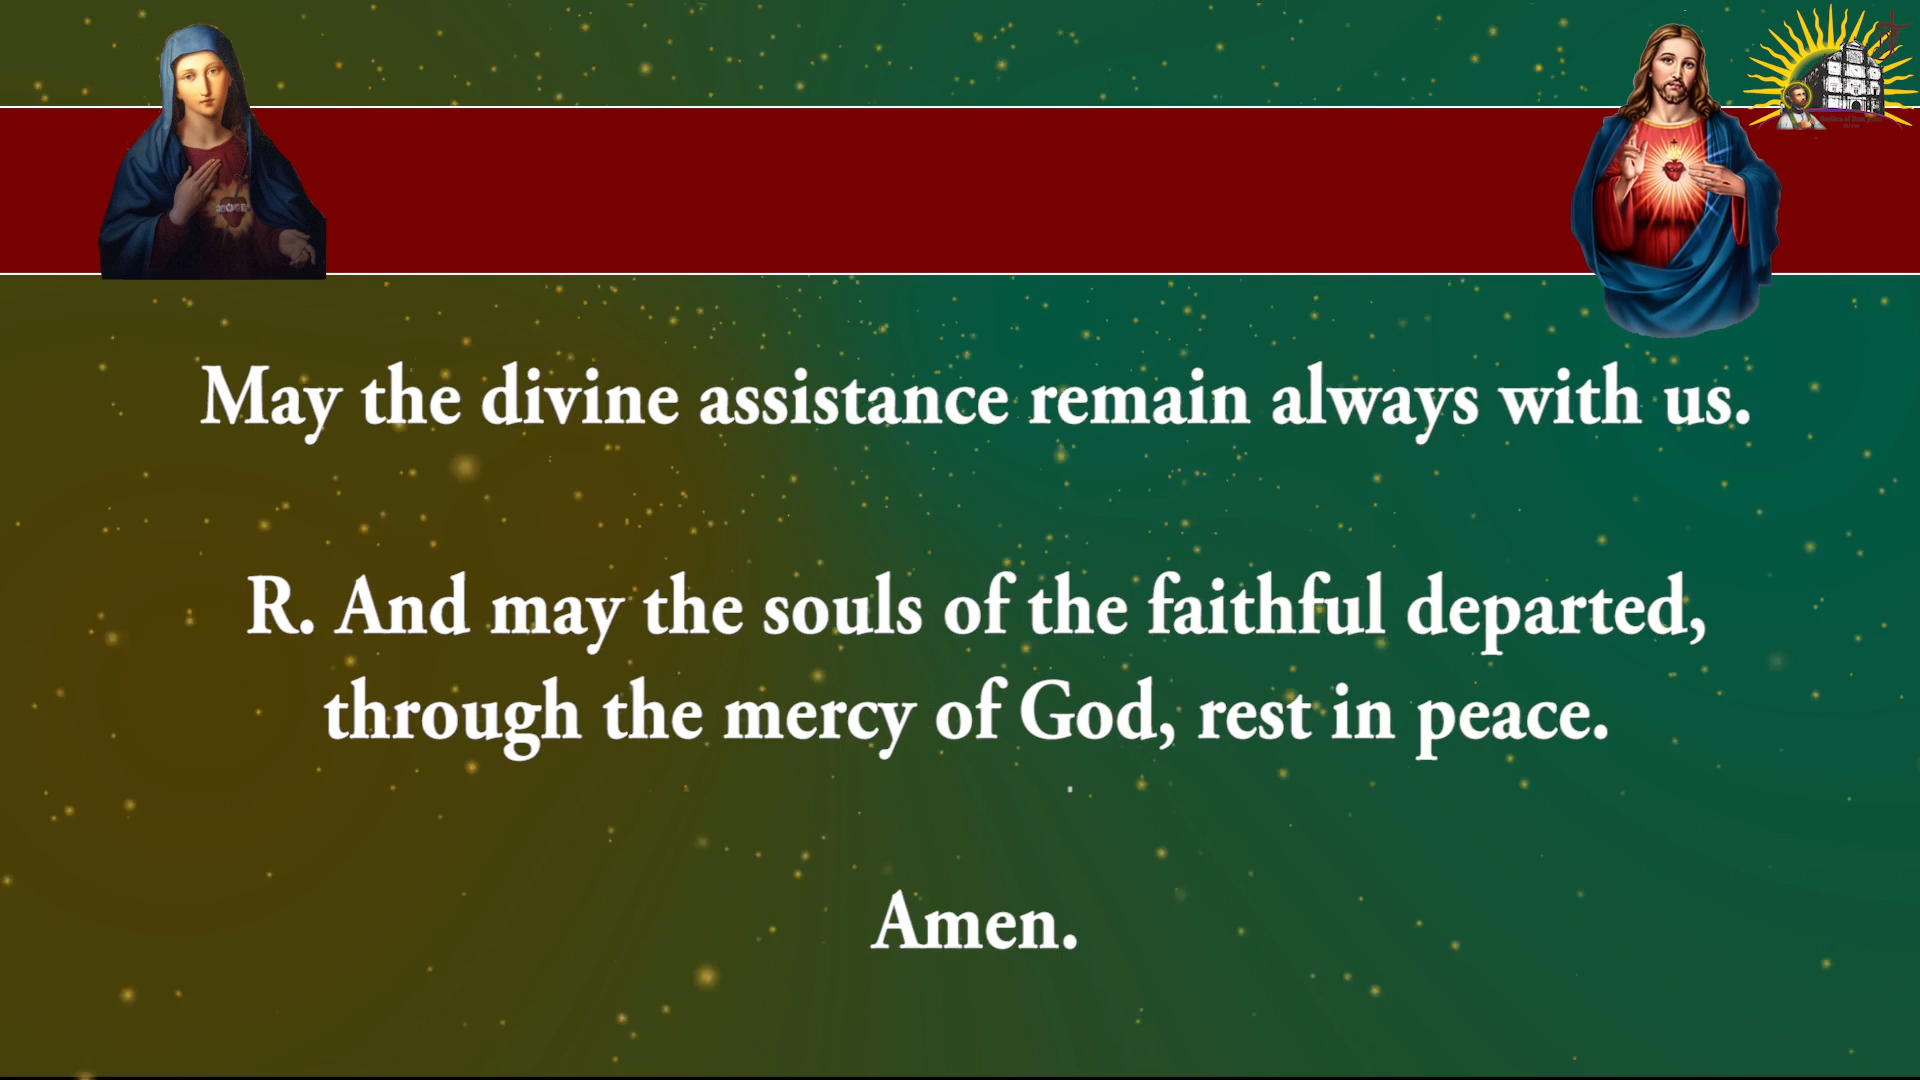 May the divine assistance remain always with us.
R. And may the souls of the faithful departed,
through the mercy of God, rest in peace.
Amen.